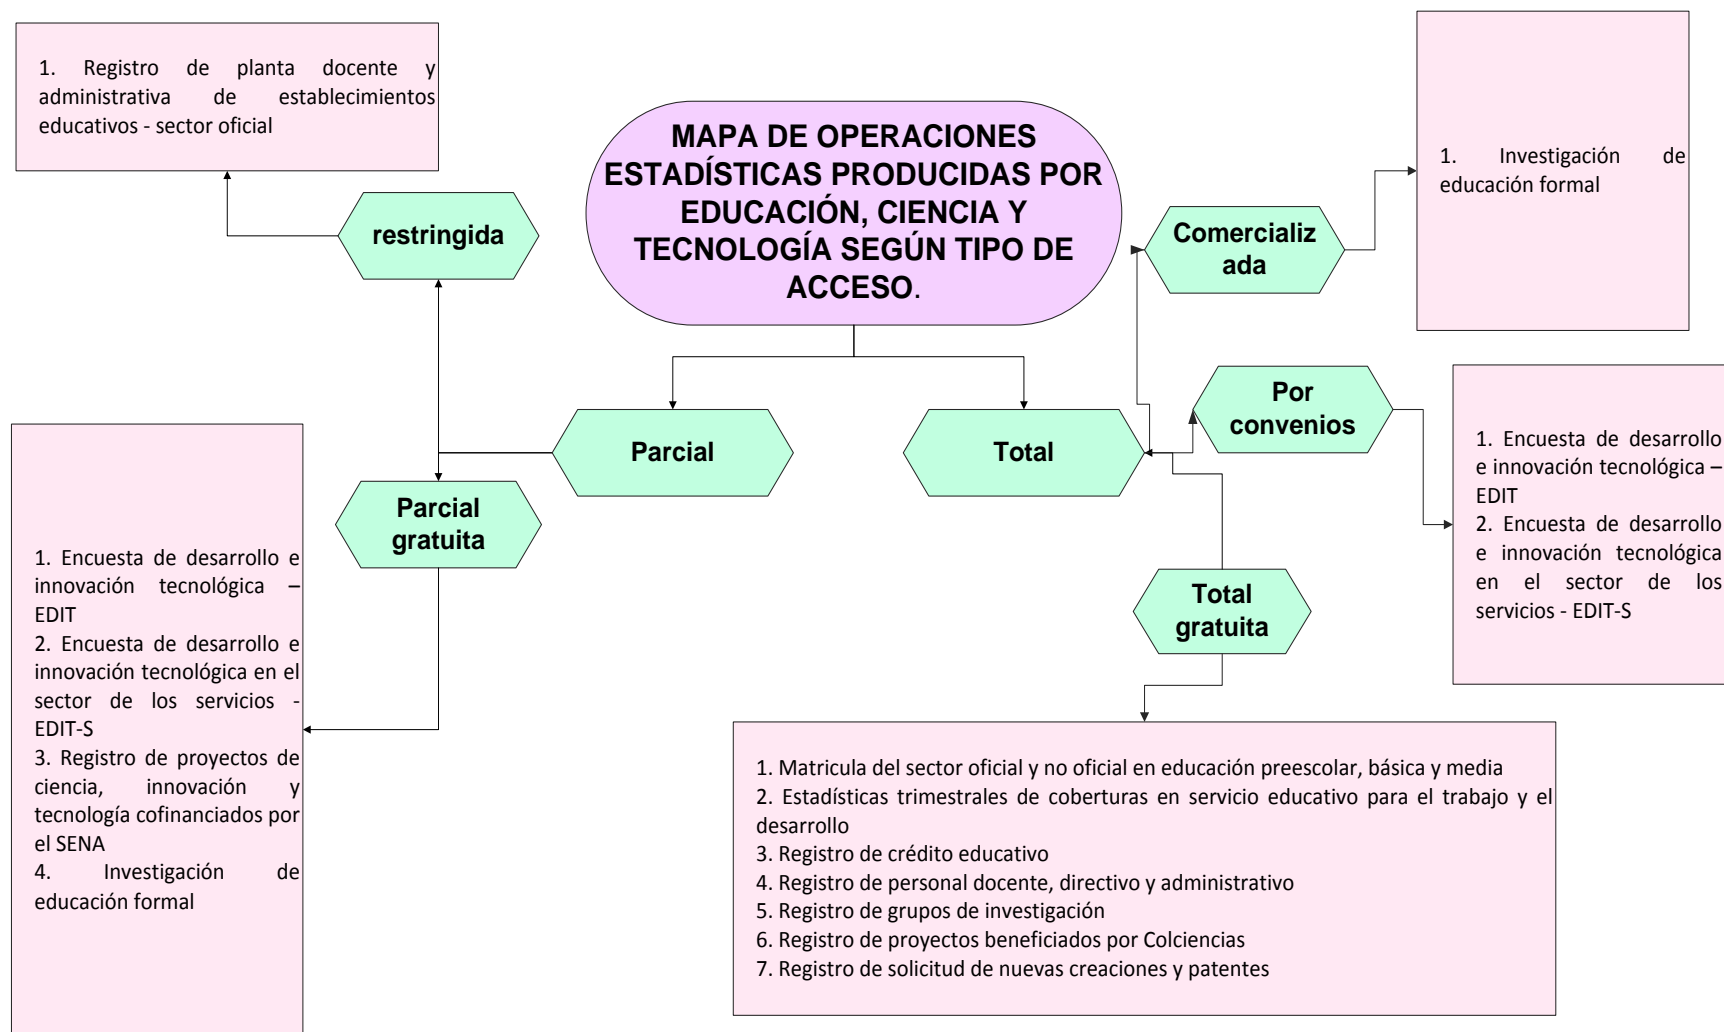 1. Registro de planta docente y
administrativa de establecimientos
educativos - sector oficial
MAPA DE OPERACIONES
ESTADÍSTICAS PRODUCIDAS POR
EDUCACIÓN, CIENCIA Y
TECNOLOGÍA SEGÚN TIPO DE
ACCESO.
1. Investigación de
educación formal
restringida
Comercializ
ada
Por
convenios
Parcial
Total
Parcial
gratuita
1. Encuesta de desarrollo
e innovación tecnológica –
EDIT
2. Encuesta de desarrollo
e innovación tecnológica
en el sector de los
servicios - EDIT-S
1. Encuesta de desarrollo e
innovación tecnológica –
EDIT
2. Encuesta de desarrollo e
innovación tecnológica en el
sector de los servicios -
EDIT-S
3. Registro de proyectos de
ciencia, innovación y
tecnología cofinanciados por
el SENA
4. Investigación de
educación formal
Total
gratuita
1. Matricula del sector oficial y no oficial en educación preescolar, básica y media
2. Estadísticas trimestrales de coberturas en servicio educativo para el trabajo y el
desarrollo
3. Registro de crédito educativo
4. Registro de personal docente, directivo y administrativo
5. Registro de grupos de investigación
6. Registro de proyectos beneficiados por Colciencias
7. Registro de solicitud de nuevas creaciones y patentes